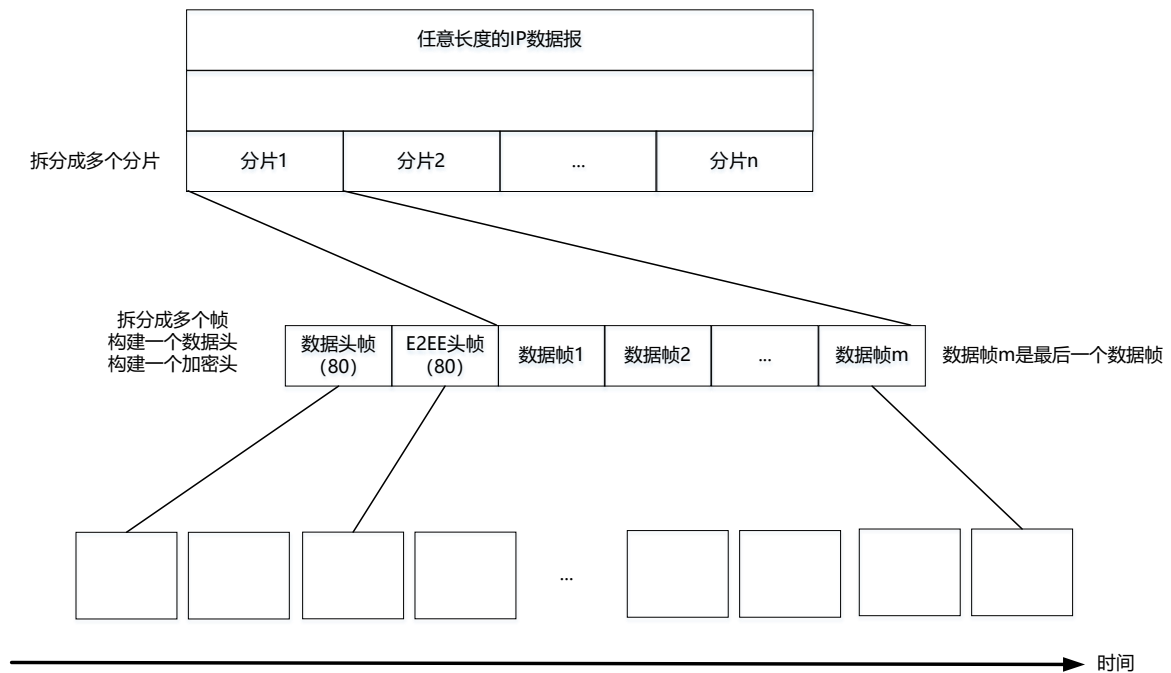 任意长度的IP数据报
拆分成多个分片
分片1
分片2
...
分片n
拆分成多个帧
构建一个数据头
构建一个加密头
数据头帧
（80）
E2EE头帧
（80）
数据帧1
数据帧2
...
数据帧m
数据帧m是最后一个数据帧
...
时间